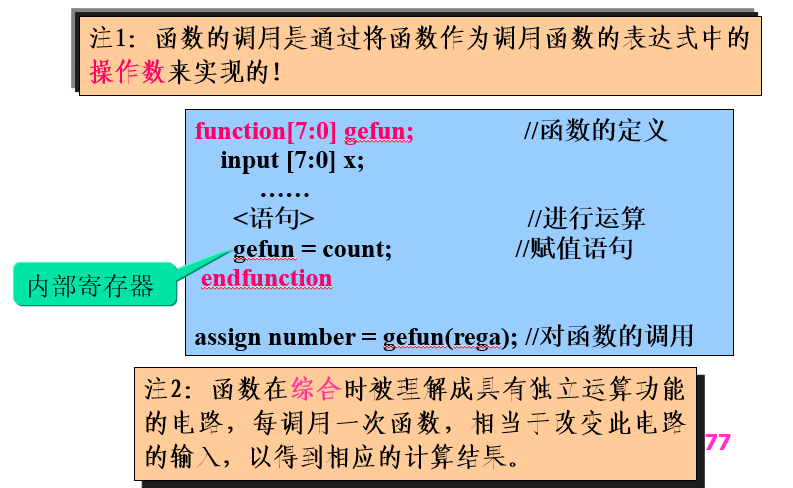 注1：函数的调用是通过将函数作为调用函数的表达式中的
操作数来实现的！
function[7:0] gefun; //函数的定义
input [7:0] x;
……
<语句> //进行运算
gefun = count; //赋值语句
内部寄存器
endfunction
assign number = gefun(rega); //对函数的调用
注2：函数在综合时被理解成具有独立运算功能
的电路，每调用一次函数，相当于改变此电路
的输入，以得到相应的计算结果。
77